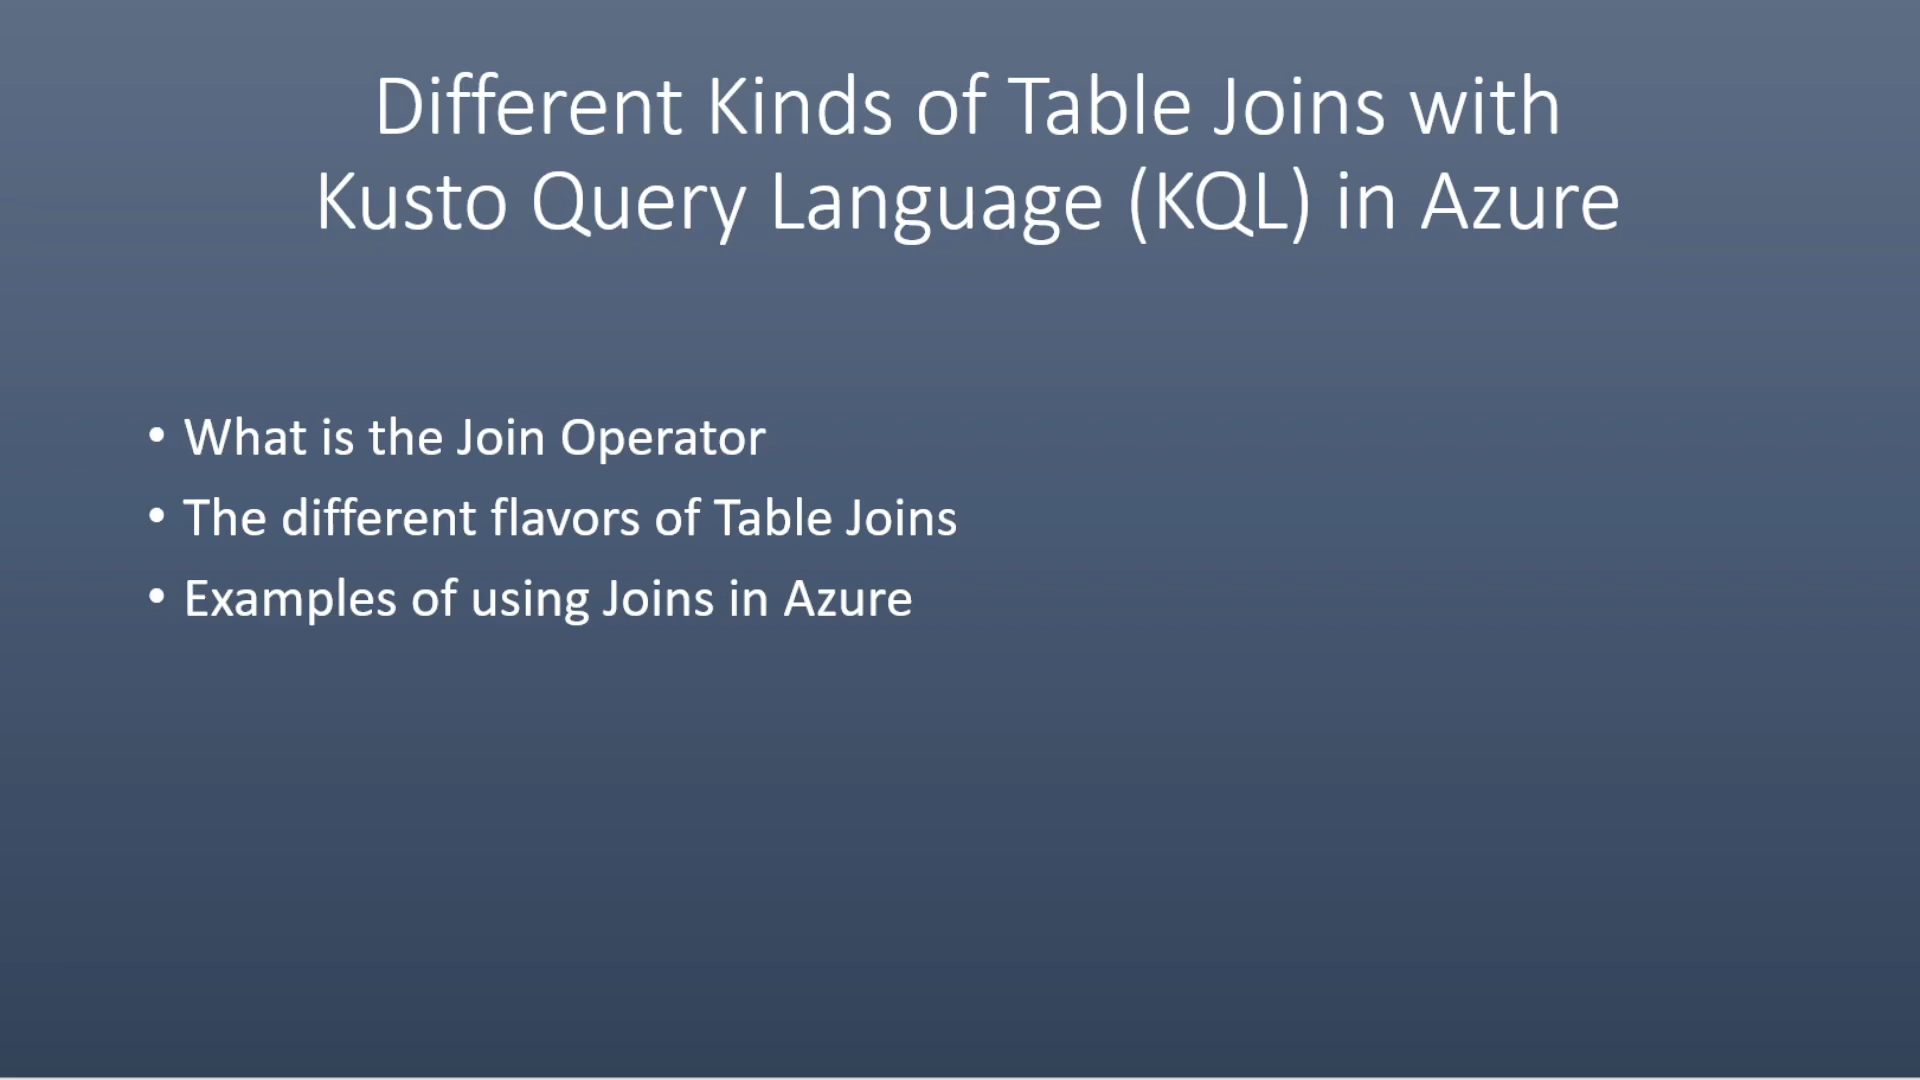 Different Kinds of Table Joins with
Kusto Query Language (KQL) in Azure
• What is the Join Operator
• The different flavors of Table Joins
• Examples of using Joins in Azure